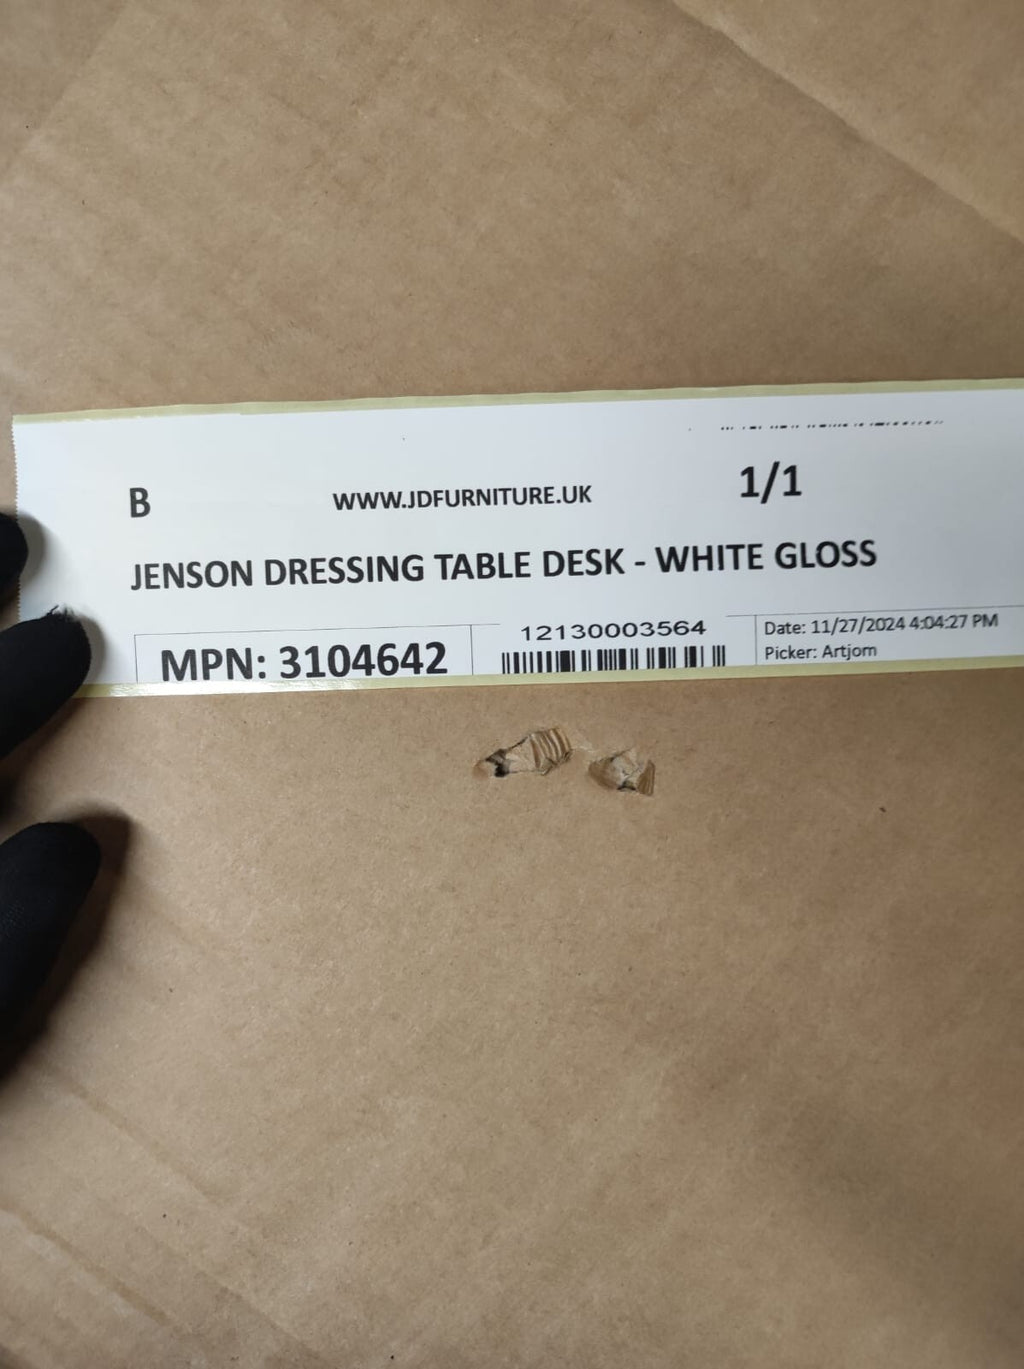 B
WWW.JDFURNITURE.UK
1/1
JENSON DRESSING TABLE DESK - WHITE GLOSS
MPN: 3104642
12130003564
Date: 11/27/2024 4:04:27 PM
Picker: Artjom